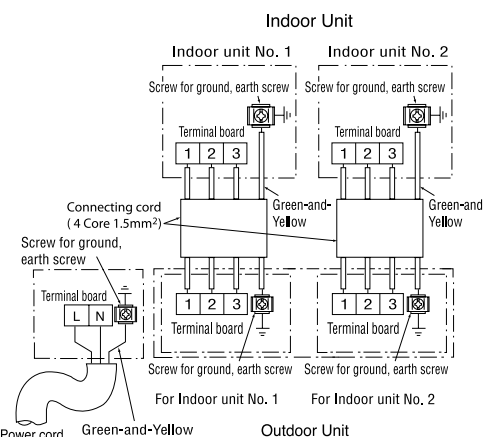 Indoor Unit
Indoor unit No. 1
Indoor unit No. 2
Screw for ground, earth screw
Screw for ground, earth screw
Terminal board
Terminal board
1 2 3
1 2 3
Connecting cord
( 4 Core 1.5mm²)
Green-and-
Yellow
Green-and
Yellow
Screw for ground,
earth screw
Terminal board
L N
1 2 3
1 2 3
Terminal board
Terminal board
Screw for ground, earth screw
Screw for ground, earth screw
For Indoor unit No. 1
For Indoor unit No. 2
Power cord
Green-and-Yellow
Outdoor Unit